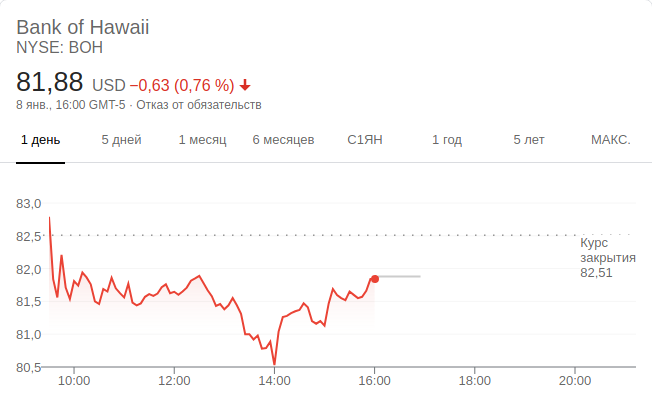 Bank of Hawaii
NYSE: BOH
81,88 USD −0,63 (0,76 %) ↓
8 янв., 16:00 GMT-5 · Отказ от обязательств
1 день 5 дней 1 месяц 6 месяцев С1ЯН 1 год 5 лет МАКС.
83,0
82,5
Курс
закрытия
82,51
82,0
81,5
81,0
80,5
10:00 12:00 14:00 16:00 18:00 20:00